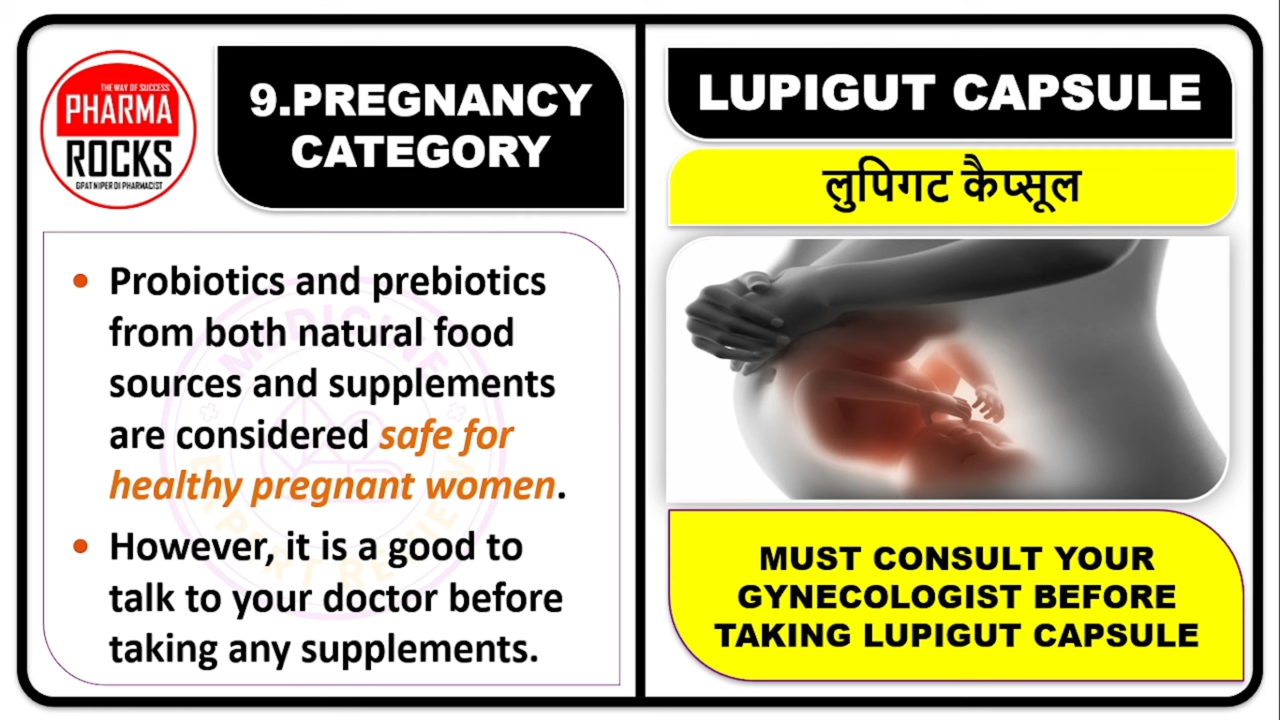 THE WAY OF SUCCESS
PHARMA
ROCKS
GPAT NIPER DI PHARMACIST
9.PREGNANCY
CATEGORY
Probiotics and prebiotics
from both natural food
sources and supplements
are considered safe for
healthy pregnant women.
However, it is a good to
talk to your doctor before
taking any supplements.
LUPIGUT CAPSULE
लुपिगट कैप्सूल
MUST CONSULT YOUR
GYNECOLOGIST BEFORE
TAKING LUPIGUT CAPSULE